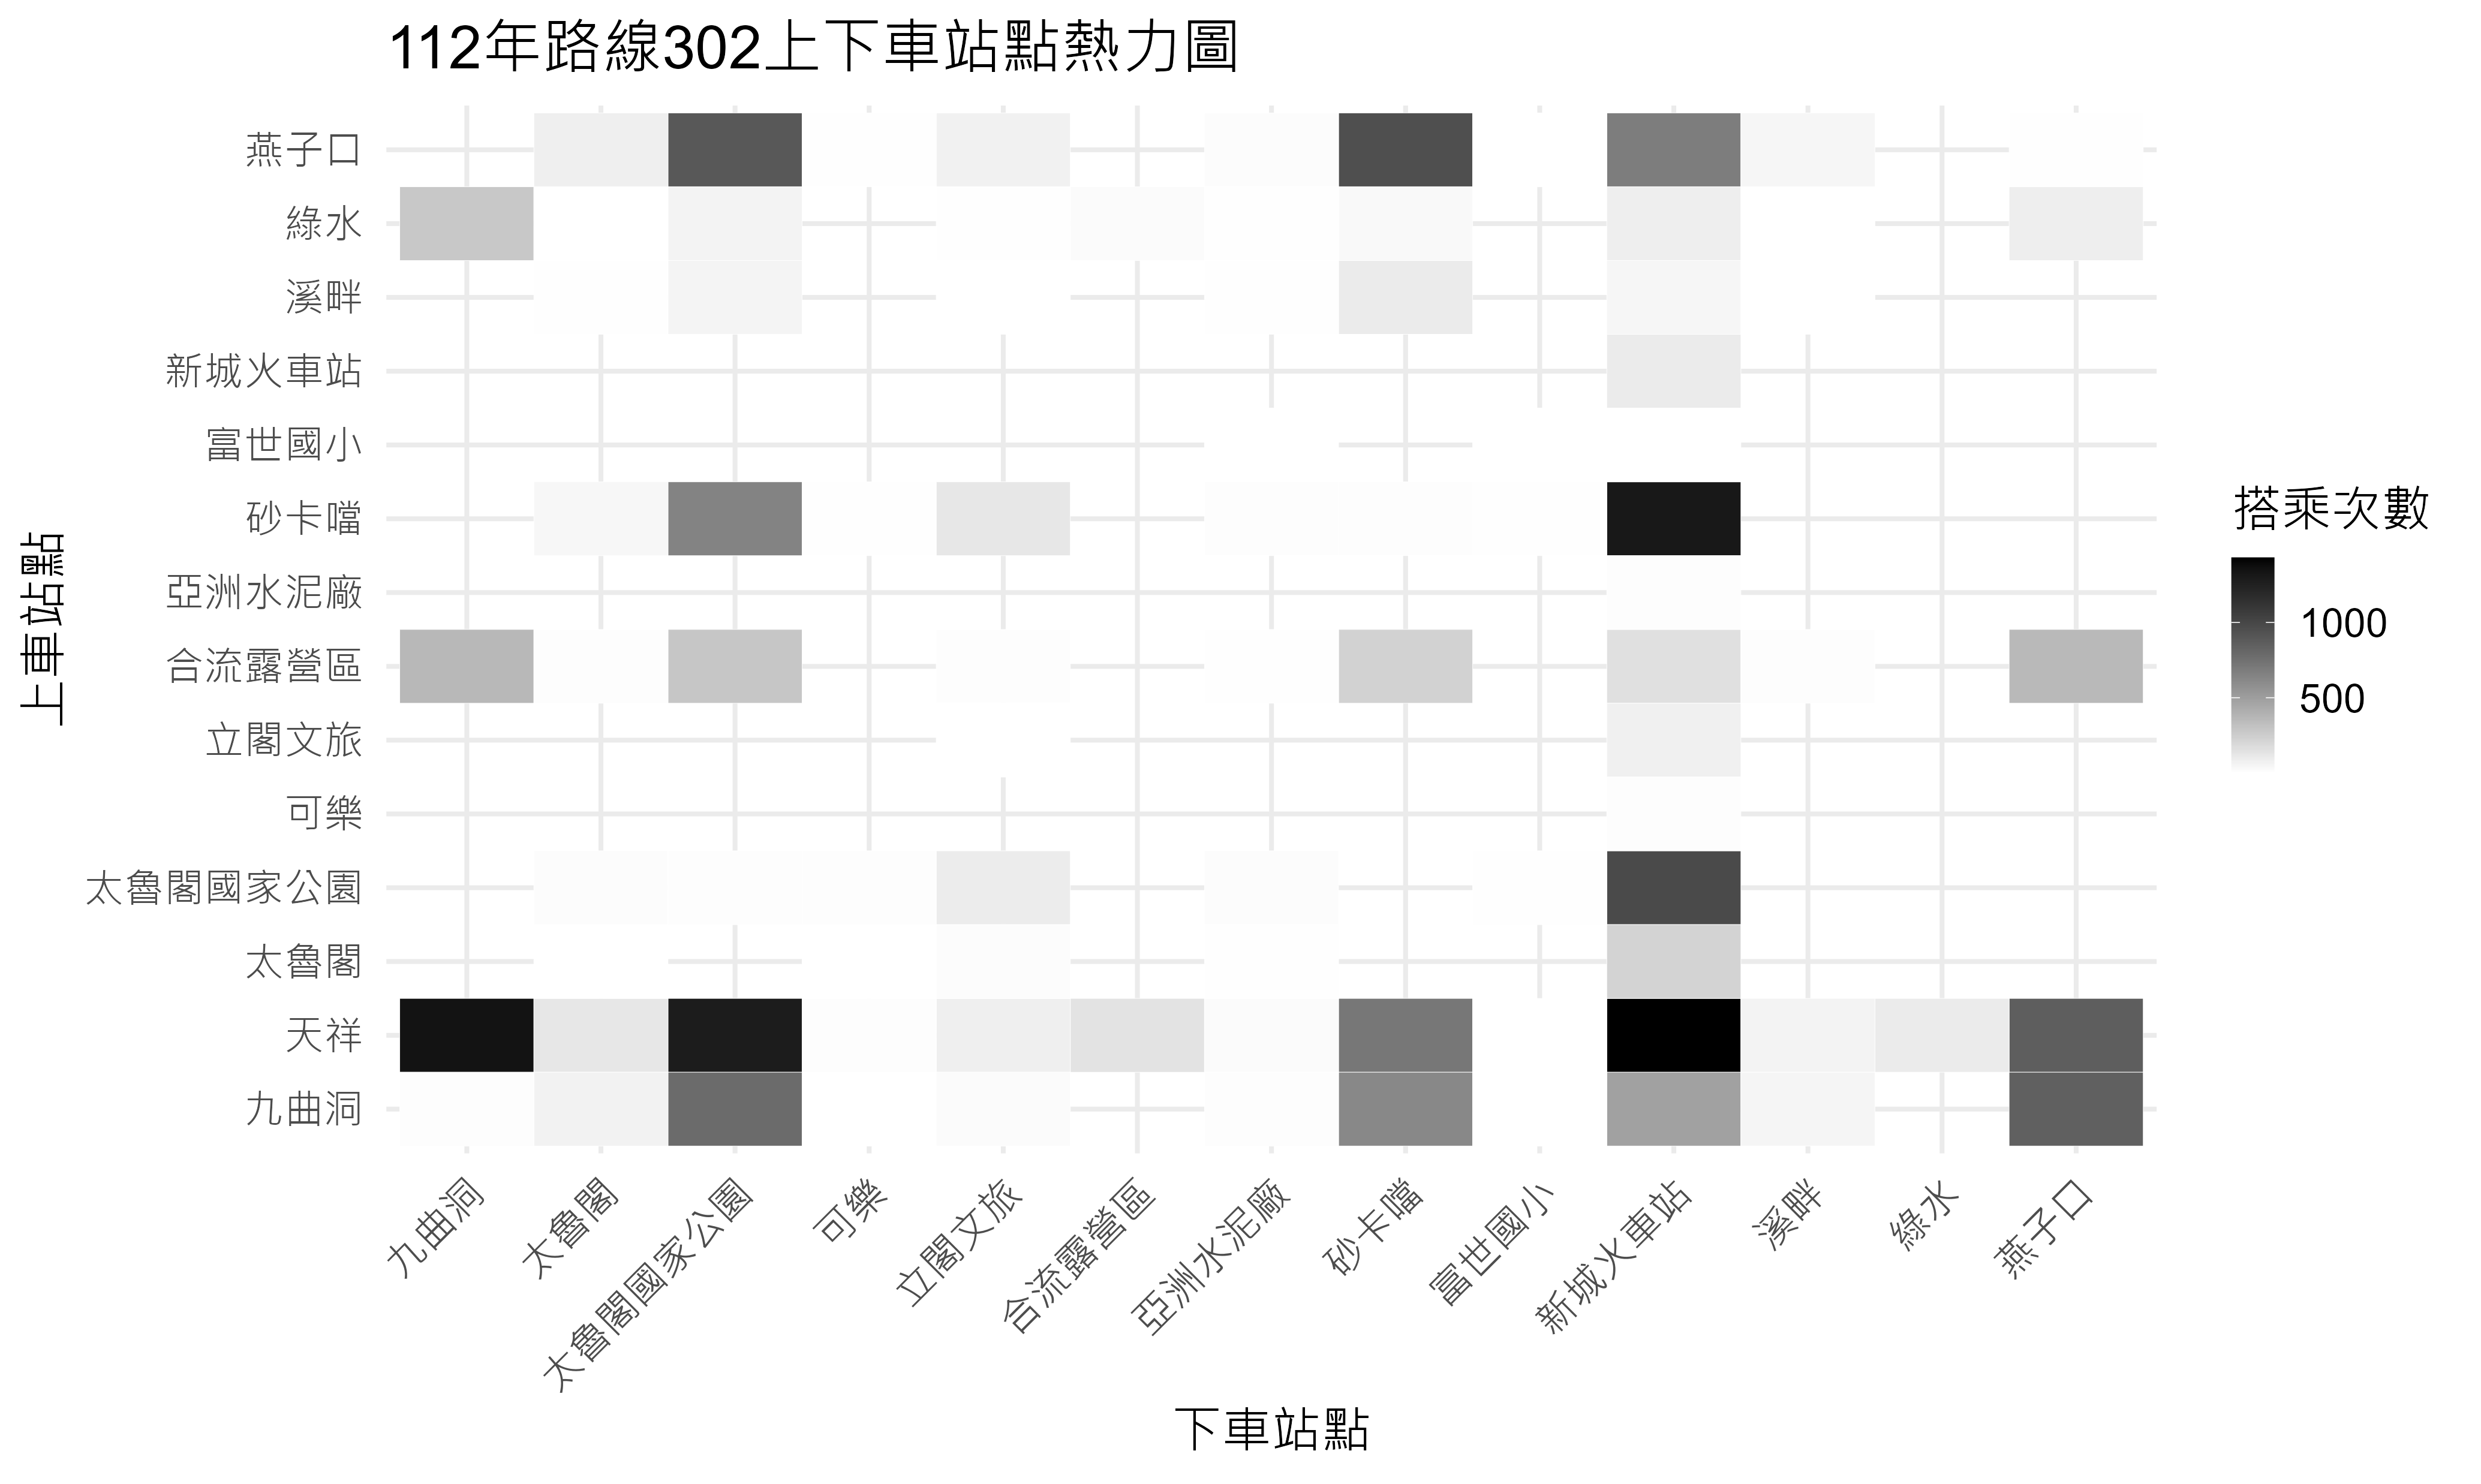 112年路線302上下車站點熱力圖
上車站點
燕子口
綠水
溪畔
新城火車站
富世國小
砂卡噹
亞洲水泥廠
合流露營區
立閣文旅
可樂
太魯閣國家公園
太魯閣
天祥
九曲洞
九曲洞
太魯閣
太魯閣國家公園
可樂
立閣文旅
合流露營區
亞洲水泥廠
砂卡噹
富世國小
新城火車站
溪畔
綠水
燕子口
下車站點
搭乘次數
1000
500